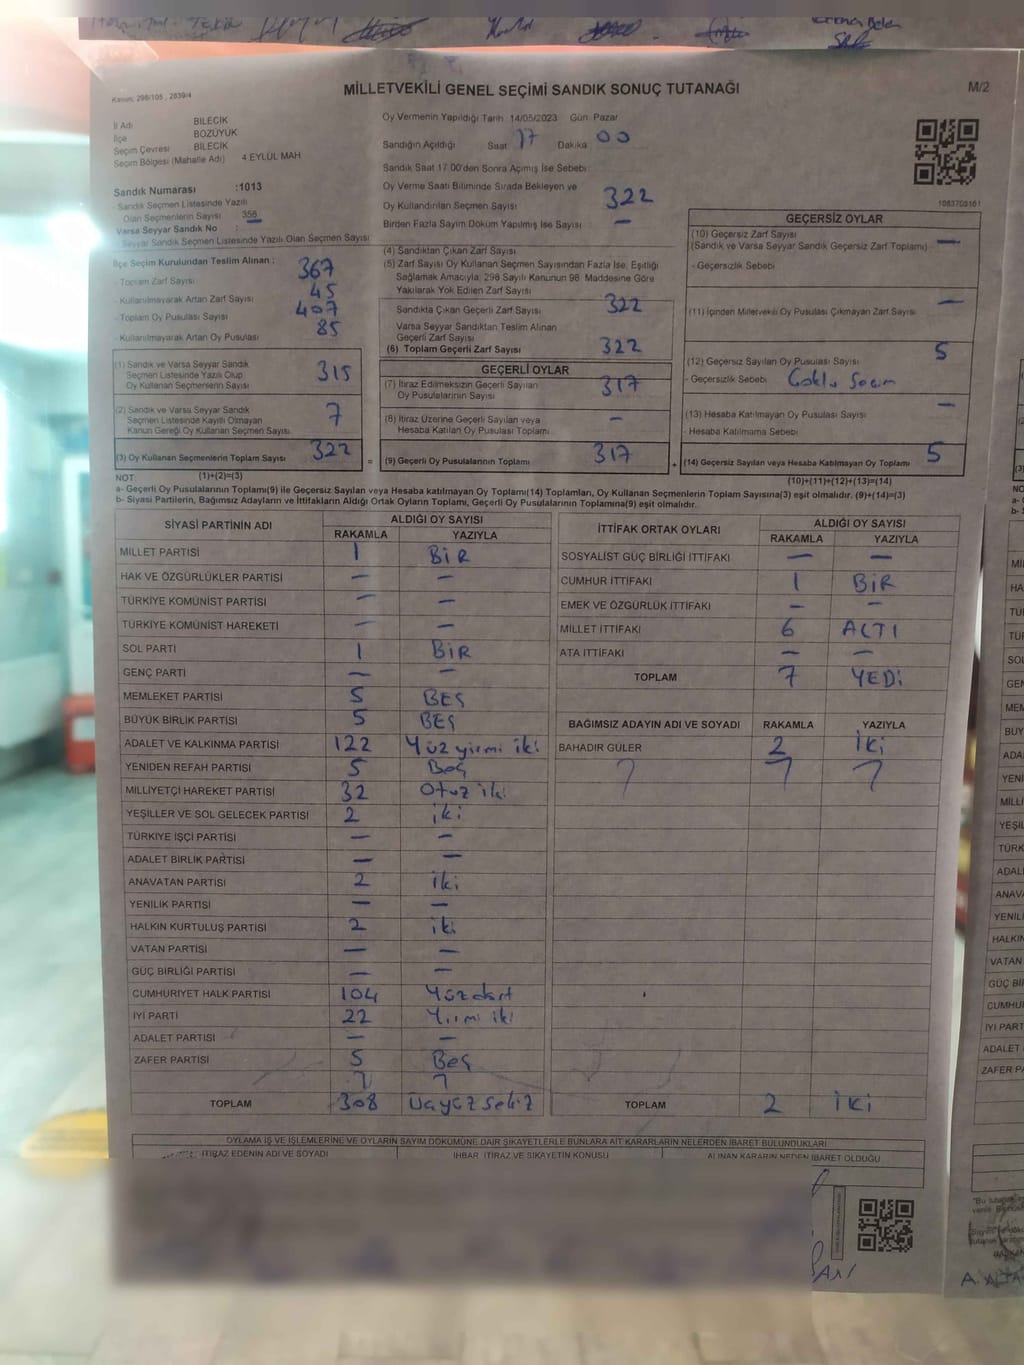 MİLLETVEKİLİ GENEL SEÇİMİ SANDIK SONUÇ TUTANAĞI
M/2
Kanun: 298/105 , 2839/4
İl Adı BİLECİK
İlçe BOZÜYÜK
Seçim Çevresi BİLECİK
Seçim Bölgesi (Mahalle Adı) 4 EYLÜL MAH
Sandık Numarası :1013
Sandık Seçmen Listesinde Yazılı
Olan Seçmenlerin Sayısı 358
Varsa Seyyar Sandık No :
Seyyar Sandık Seçmen Listesinde Yazılı Olan Seçmen Sayısı
İlçe Seçim Kurulundan Teslim Alınan :
- Toplam Zarf Sayısı 367
- Kullanılmayarak Artan Zarf Sayısı 45
- Toplam Oy Pusulası Sayısı 407
- Kullanılmayarak Artan Oy Pusulası 85
(1) Sandık ve Varsa Seyyar Sandık
Seçmen Listesinde Yazılı Olup
Oy Kullanan Seçmenlerin Sayısı 315
(2) Sandık ve Varsa Seyyar Sandık
Seçmen Listesinde Kayıtlı Olmayan
Kanun Gereği Oy Kullanan Seçmen Sayısı 7
(3) Oy Kullanan Seçmenlerin Toplam Sayısı 322
(1)+(2)=(3)
Oy Vermenin Yapıldığı Tarih 14/05/2023 Gün Pazar
Sandığın Açıldığı Saat 17 Dakika 00
Sandık Saat 17.00'den Sonra Açılmış İse Sebebi
Oy Verme Saati Bitiminde Sırada Bekleyen ve
Oy Kullandırılan Seçmen Sayısı 322
Birden Fazla Sayım Döküm Yapılmış İse Sayısı —
(4) Sandıktan Çıkan Zarf Sayısı
(5) Zarf Sayısı Oy Kullanan Seçmen Sayısından Fazla İse, Eşitliği
Sağlamak Amacıyla, 298 Sayılı Kanunun 98. Maddesine Göre
Yakılarak Yok Edilen Zarf Sayısı
Sandıkta Çıkan Geçerli Zarf Sayısı 322
Varsa Seyyar Sandıktan Teslim Alınan
Geçerli Zarf Sayısı
(6) Toplam Geçerli Zarf Sayısı 322
GEÇERLİ OYLAR
(7) İtiraz Edilmeksizin Geçerli Sayılan
Oy Pusulalarının Sayısı 317
(8) İtiraz Üzerine Geçerli Sayılan veya
Hesaba Katılan Oy Pusulası Toplamı —
= (9) Geçerli Oy Pusulalarının Toplamı 317
1083703161
GEÇERSİZ OYLAR
(10) Geçersiz Zarf Sayısı
(Sandık ve Varsa Seyyar Sandık Geçersiz Zarf Toplamı) —
- Geçersizlik Sebebi
(11) İçinden Milletvekili Oy Pusulası Çıkmayan Zarf Sayısı —
(12) Geçersiz Sayılan Oy Pusulası Sayısı 5
- Geçersizlik Sebebi Çoklu Seçim
(13) Hesaba Katılmayan Oy Pusulası Sayısı —
- Hesaba Katılmama Sebebi
+ (14) Geçersiz Sayılan veya Hesaba Katılmayan Oy Toplamı 5
(10)+(11)+(12)+(13)=(14)
NOT:
a- Geçerli Oy Pusulalarının Toplamı(9) ile Geçersiz Sayılan veya Hesaba katılmayan Oy Toplamı(14) Toplamları, Oy Kullanan Seçmenlerin Toplam Sayısına(3) eşit olmalıdır. (9)+(14)=(3)
b- Siyasi Partilerin, Bağımsız Adayların ve İttifakların Aldığı Ortak Oyların Toplamı, Geçerli Oy Pusulalarının Toplamına(9) eşit olmalıdır.
SİYASİ PARTİNİN ADI ALDIĞI OY SAYISI
RAKAMLA YAZIYLA
MİLLET PARTİSİ 1 BİR
HAK VE ÖZGÜRLÜKLER PARTİSİ — —
TÜRKİYE KOMÜNİST PARTİSİ — —
TÜRKİYE KOMÜNİST HAREKETİ — —
SOL PARTİ 1 BİR
GENÇ PARTİ — —
MEMLEKET PARTİSİ 5 BEŞ
BÜYÜK BİRLİK PARTİSİ 5 BEŞ
ADALET VE KALKINMA PARTİSİ 122 Yüz yirmi iki
YENİDEN REFAH PARTİSİ 5 Beş
MİLLİYETÇİ HAREKET PARTİSİ 32 Otuz iki
YEŞİLLER VE SOL GELECEK PARTİSİ 2 iki
TÜRKİYE İŞÇİ PARTİSİ — —
ADALET BİRLİK PARTİSİ — —
ANAVATAN PARTİSİ 2 iki
YENİLİK PARTİSİ — —
HALKIN KURTULUŞ PARTİSİ 2 iki
VATAN PARTİSİ — —
GÜÇ BİRLİĞİ PARTİSİ — —
CUMHURİYET HALK PARTİSİ 104 Yüzdört
İYİ PARTİ 22 Yirmi iki
ADALET PARTİSİ — —
ZAFER PARTİSİ 5 Beş
TOPLAM 308 Üçyüz sekiz
İTTİFAK ORTAK OYLARI ALDIĞI OY SAYISI
RAKAMLA YAZIYLA
SOSYALİST GÜÇ BİRLİĞİ İTTİFAKI — —
CUMHUR İTTİFAKI 1 BİR
EMEK VE ÖZGÜRLÜK İTTİFAKI — —
MİLLET İTTİFAKI 6 ALTI
ATA İTTİFAKI — —
TOPLAM 7 YEDİ
BAĞIMSIZ ADAYIN ADI VE SOYADI RAKAMLA YAZIYLA
BAHADIR GÜLER 2 İki
TOPLAM 2 İKİ
OYLAMA İŞ VE İŞLEMLERİNE VE OYLARIN SAYIM DÖKÜMÜNE DAİR ŞİKAYETLERLE BUNLARA AİT KARARLARIN NELERDEN İBARET BULUNDUKLARI
İTİRAZ EDENİN ADI VE SOYADI İHBAR, İTİRAZ VE ŞİKAYETİN KONUSU ALINAN KARARIN NEDEN İBARET OLDUĞU